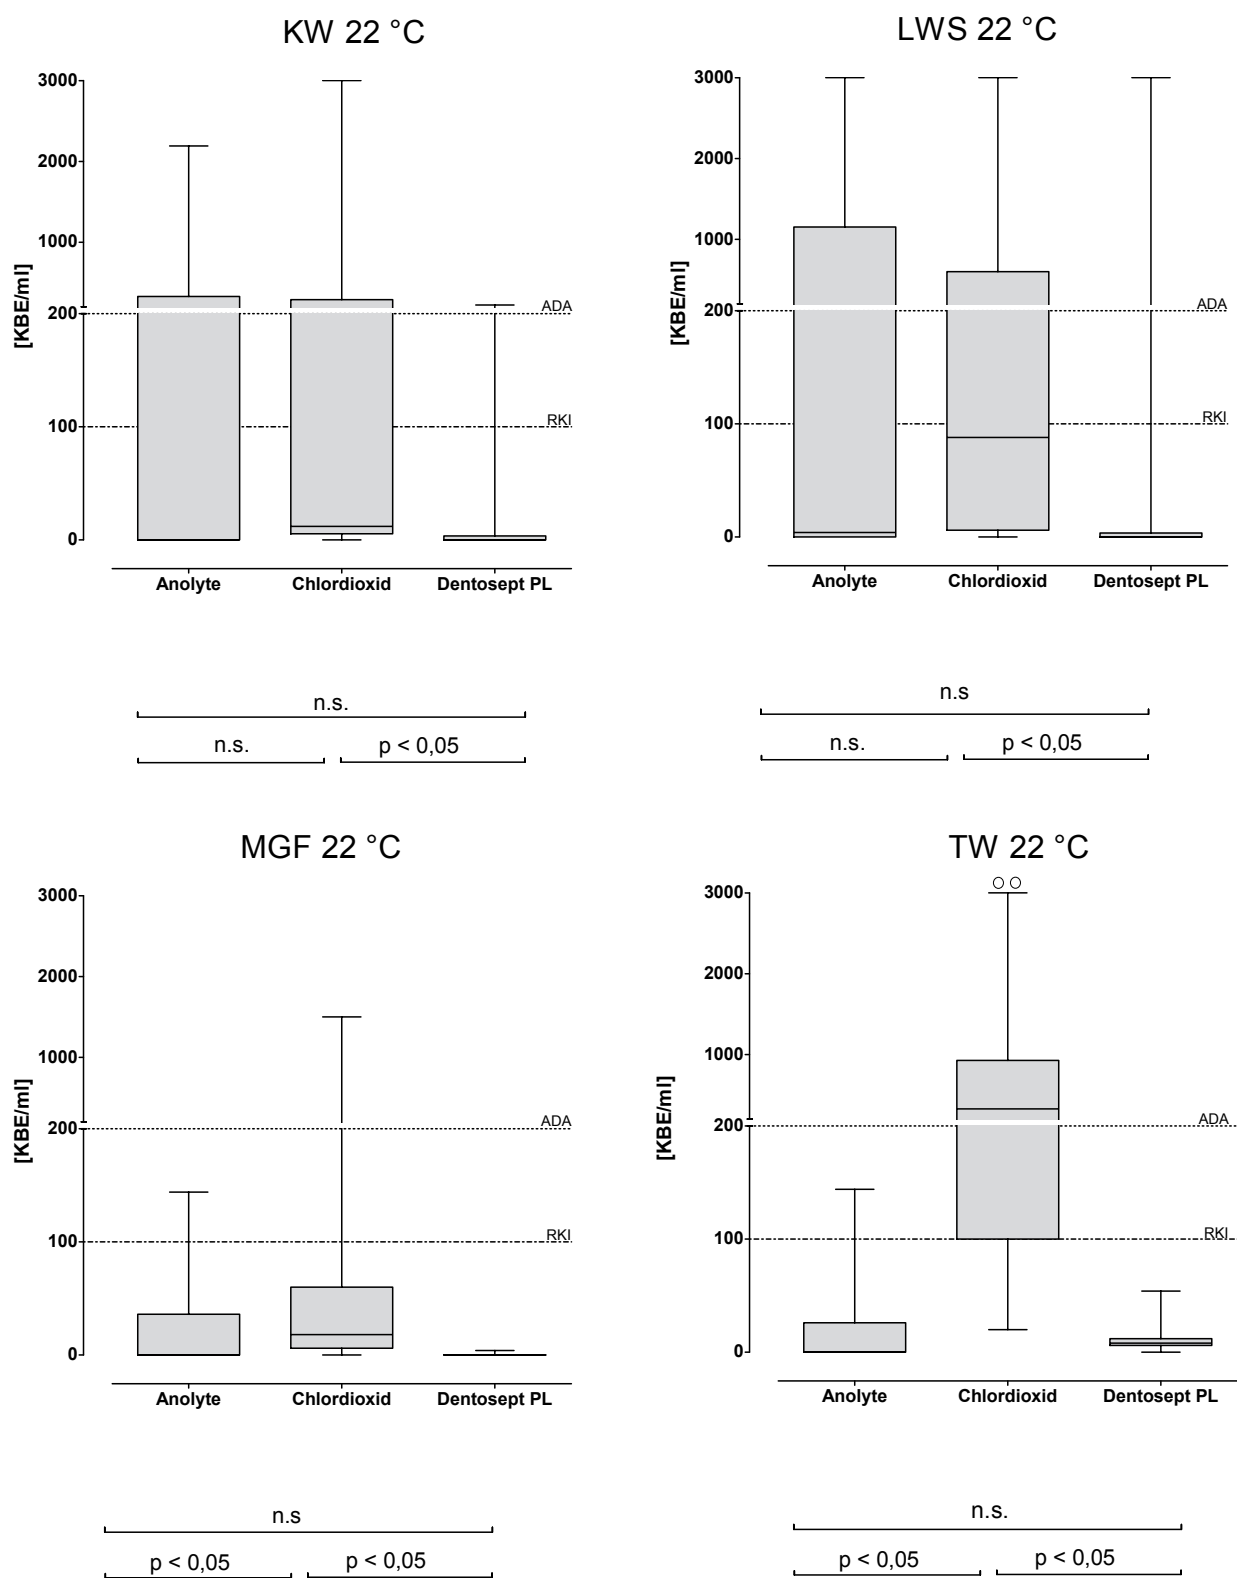 KW 22 °C
3000
2000
1000
200
100
0
[KBE/ml]
ADA
RKI
Anolyte Chlordioxid Dentosept PL
n.s.
n.s. p < 0,05
LWS 22 °C
3000
2000
1000
200
100
0
[KBE/ml]
ADA
RKI
Anolyte Chlordioxid Dentosept PL
n.s
n.s. p < 0,05
MGF 22 °C
3000
2000
1000
200
100
0
[KBE/ml]
ADA
RKI
Anolyte Chlordioxid Dentosept PL
n.s
p < 0,05 p < 0,05
TW 22 °C
3000
2000
1000
200
100
0
[KBE/ml]
ADA
RKI
Anolyte Chlordioxid Dentosept PL
n.s.
p < 0,05 p < 0,05